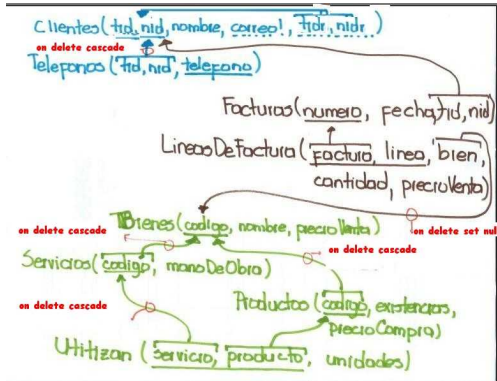 Clientes(tid,nid,nombre, correo!, tidr,nidr)
on delete cascade
Telefonos(tid,nid, telefono)
Facturas(numero, fecha,tid,nid)
LineasDeFactura(factura, linea, bien,
cantidad, precioVenta)
Bienes(codigo, nombre, precioVenta)
on delete cascade
on delete set nul
on delete cascade
Servicios(codigo, manoDeObra)
on delete cascade
Productos(codigo, existencias,
precioCompra)
Utilizan (servicio, producto, unidades)